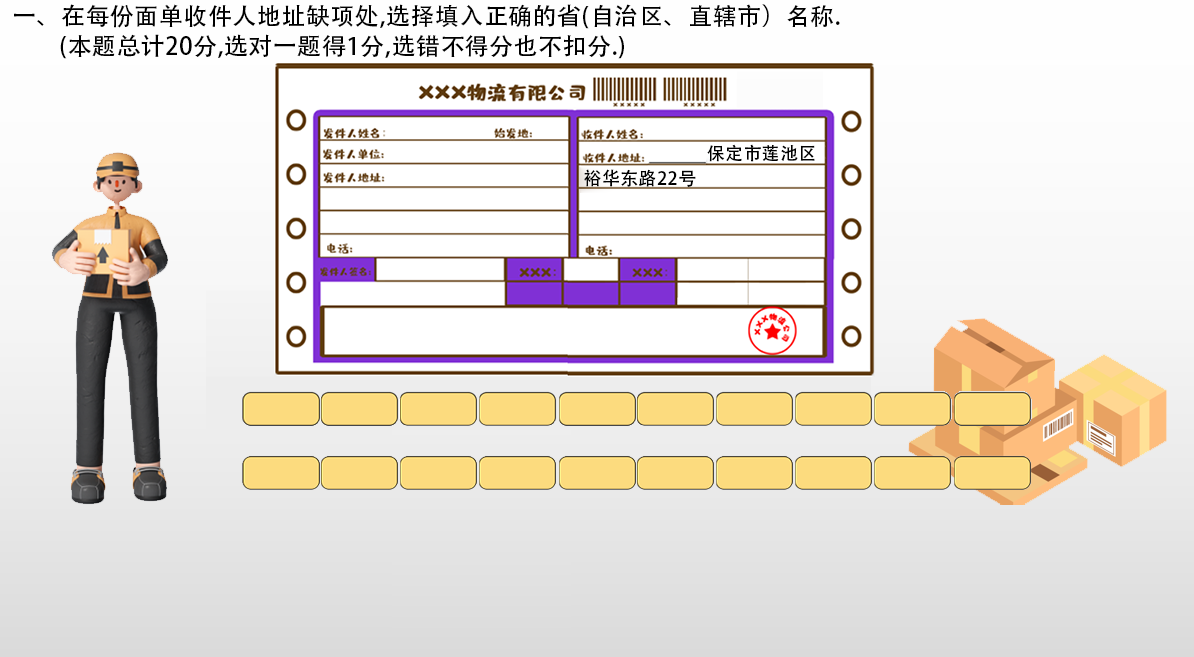 一、在每份面单收件人地址缺项处,选择填入正确的省(自治区、直辖市）名称.
(本题总计20分,选对一题得1分,选错不得分也不扣分.)
XXX物流有限公司
XXXXX XXXXX
发件人姓名: 始发地:
发件人单位:
发件人地址:
电话:
收件人姓名:
收件人地址: ______保定市莲池区
裕华东路22号
电话:
发件人签名: XXX: XXX:
XXX物流公司